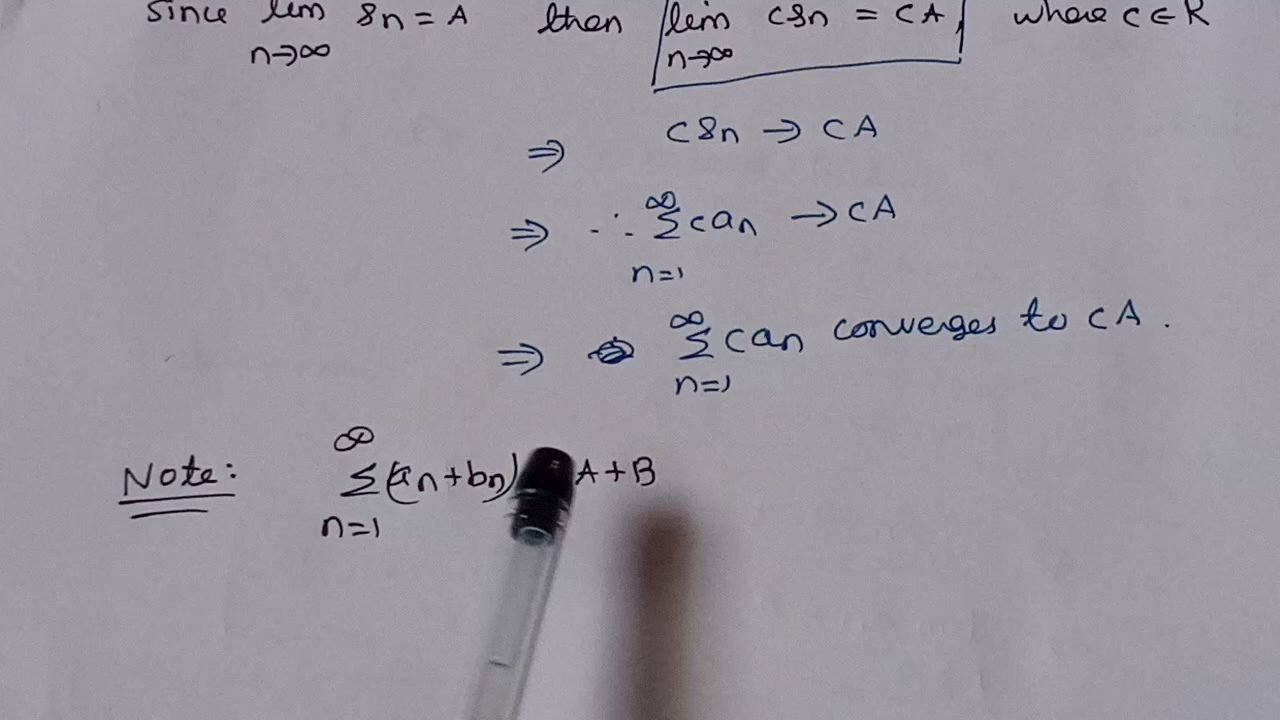 Since lim Sn = A then lim CSn = CA, where C ∈ R
n→∞ n→∞
⇒ CSn → CA
⇒ ∴ ∞ Σ can → CA
n=1
⇒ ∞ Σ can converges to CA.
n=1
Note: ∞ Σ (an+bn) A+B
n=1